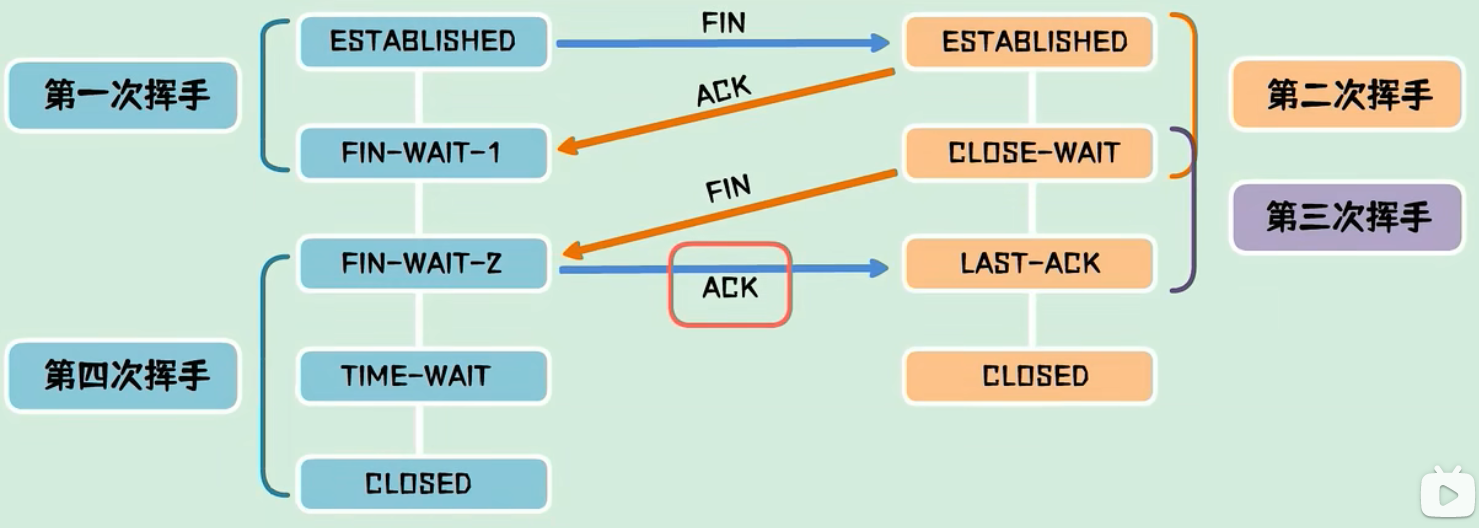 FIN
ESTABLISHED
ESTABLISHED
第一次挥手
ACK
第二次挥手
FIN-WAIT-1
CLOSE-WAIT
FIN
第三次挥手
FIN-WAIT-2
LAST-ACK
ACK
第四次挥手
TIME-WAIT
CLOSED
CLOSED